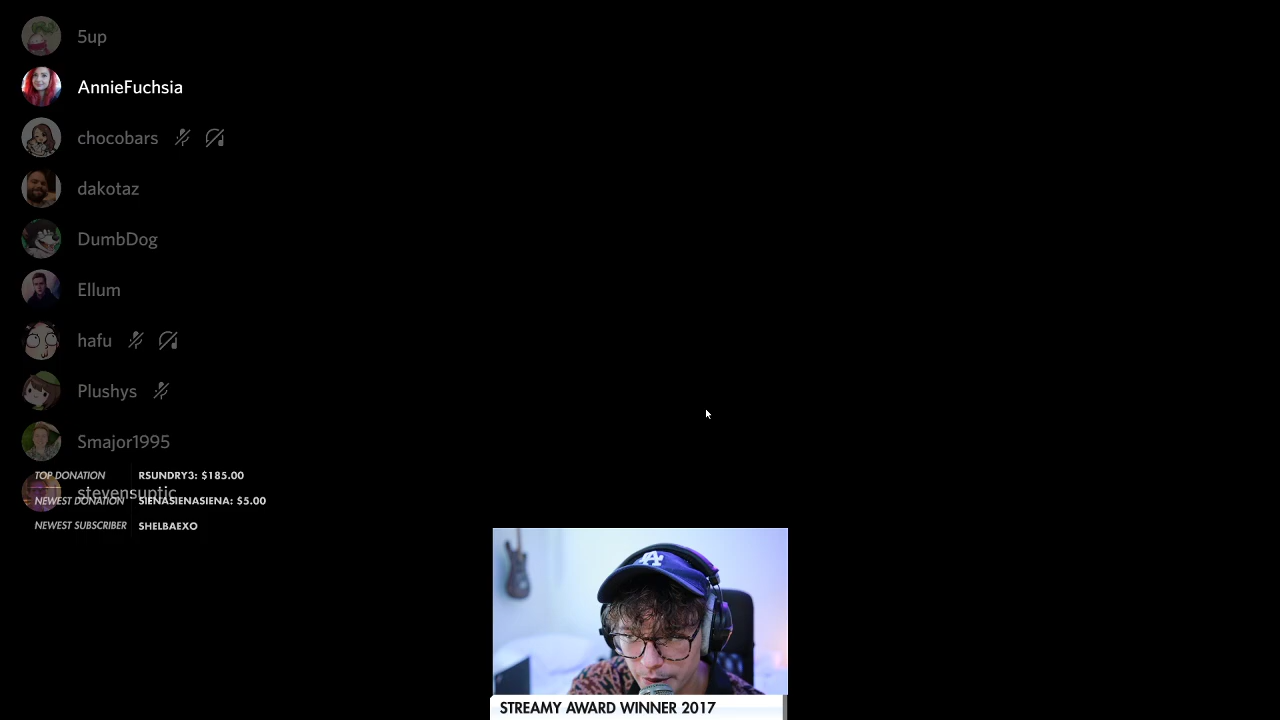 5up
AnnieFuchsia
chocobars
dakotaz
DumbDog
Ellum
hafu
Plushys
Smajor1995
TOP DONATION RSUNDRY3: $185.00
stevensuptic
NEWEST DONATION SIENASIENASIENA: $5.00
NEWEST SUBSCRIBER SHELBAEXO
LA
STREAMY AWARD WINNER 2017